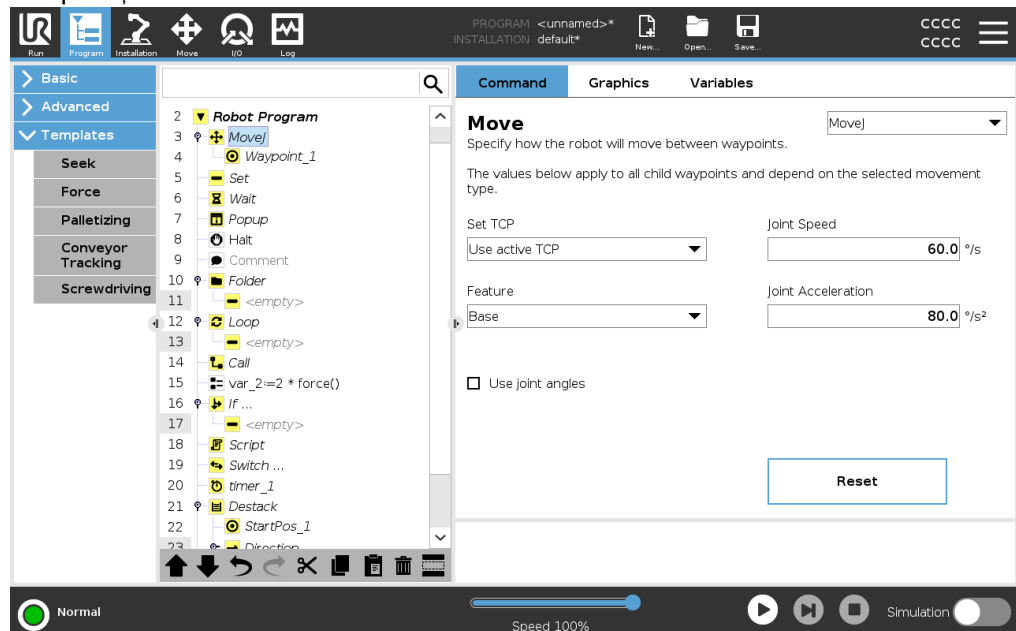 PROGRAM <unnamed>*
INSTALLATION default*
UR
Run
Program
Installation
Move
I/O
Log
New...
Open...
Save...
CCCC
CCCC
Basic
Advanced
Templates
Seek
Force
Palletizing
Conveyor
Tracking
Screwdriving
2 Robot Program
3 MoveJ
4 Waypoint_1
5 Set
6 Wait
7 Popup
8 Halt
9 Comment
10 Folder
11 <empty>
12 Loop
13 <empty>
14 Call
15 var_2:=2 * force()
16 If ...
17 <empty>
18 Script
19 Switch ...
20 timer_1
21 Destack
22 StartPos_1
23 Direction
Command
Graphics
Variables
Move
MoveJ
Specify how the robot will move between waypoints.
The values below apply to all child waypoints and depend on the selected movement
type.
Set TCP
Joint Speed
Use active TCP
60.0 °/s
Feature
Joint Acceleration
Base
80.0 °/s²
Use joint angles
Reset
Normal
Speed 100%
Simulation